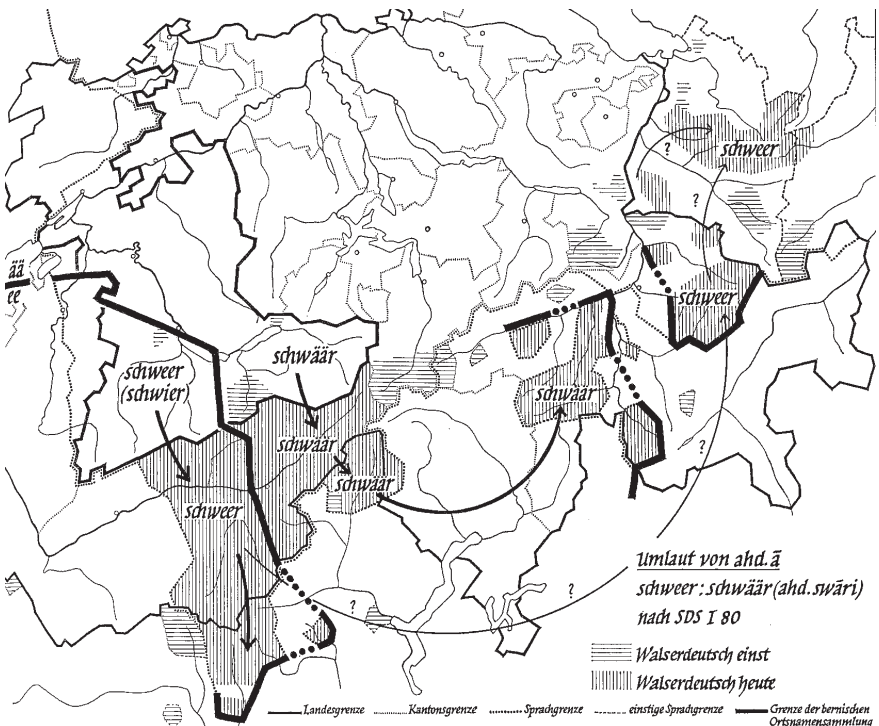 schweer
?
?
ää
ee
schweer
schwäär
schweer
(schwier)
schwäär
schwäär
schwäär
?
schweer
Umlaut von ahd. ā
schweer : schwäär (ahd. swāri)
nach SDS I 80
?
?
Walserdeutsch einst
Walserdeutsch heute
Landesgrenze Kantonsgrenze Sprachgrenze einstige Sprachgrenze Grenze der bernischen
Ortsnamensammlung